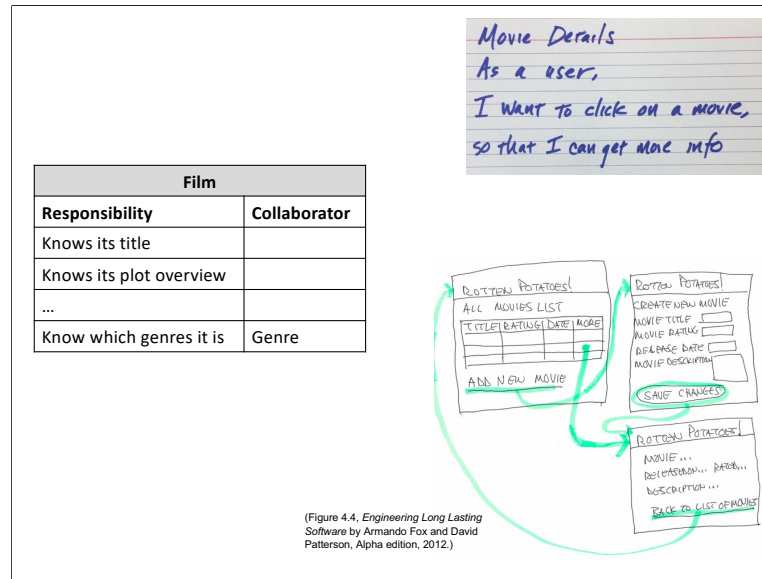 Movie Details
As a user,
I want to click on a movie,
so that I can get more info
Film
Responsibility Collaborator
Knows its title
Knows its plot overview
...
Know which genres it is Genre
ROTTEN POTATOES!
ALL MOVIES LIST
TITLE RATING DATE MORE
ADD NEW MOVIE
ROTTEN POTATOES!
CREATE NEW MOVIE
MOVIE TITLE
MOVIE RATING
RELEASE DATE
MOVIE DESCRIPTION
SAVE CHANGES
ROTTEN POTATOES!
MOVIE...
RELEASED ON... RATED...
DESCRIPTION...
BACK TO LIST OF MOVIES
(Figure 4.4, Engineering Long Lasting
Software by Armando Fox and David
Patterson, Alpha edition, 2012.)